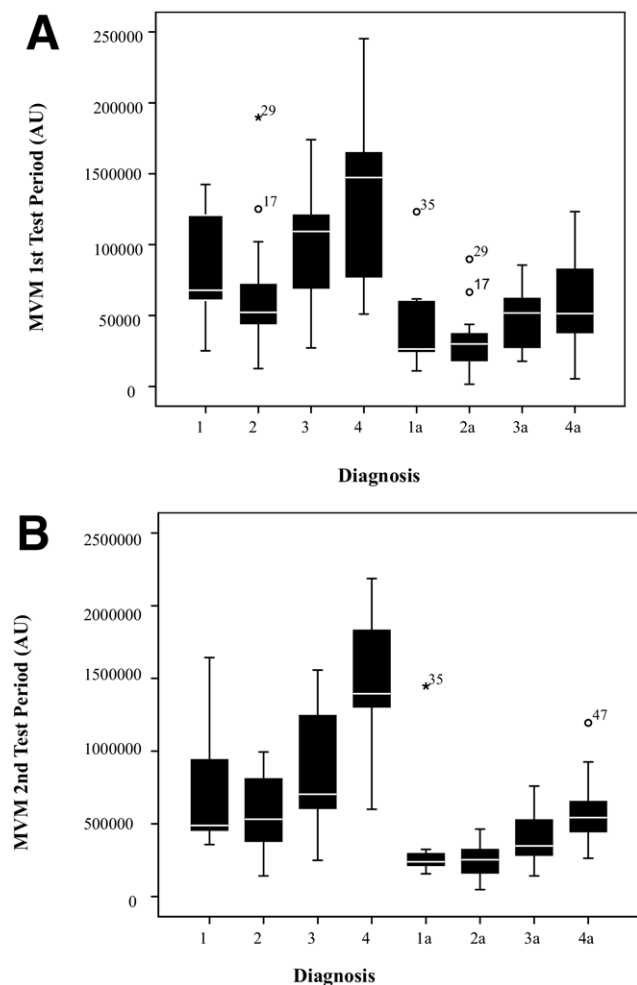 A
MVM 1st Test Period (AU)
250000
200000
1500000
100000
50000
0
29
17
35
29
17
1 2 3 4 1a 2a 3a 4a
Diagnosis
B
MVM 2nd Test Period (AU)
2500000
2000000
1500000
1000000
500000
0
35
47
1 2 3 4 1a 2a 3a 4a
Diagnosis